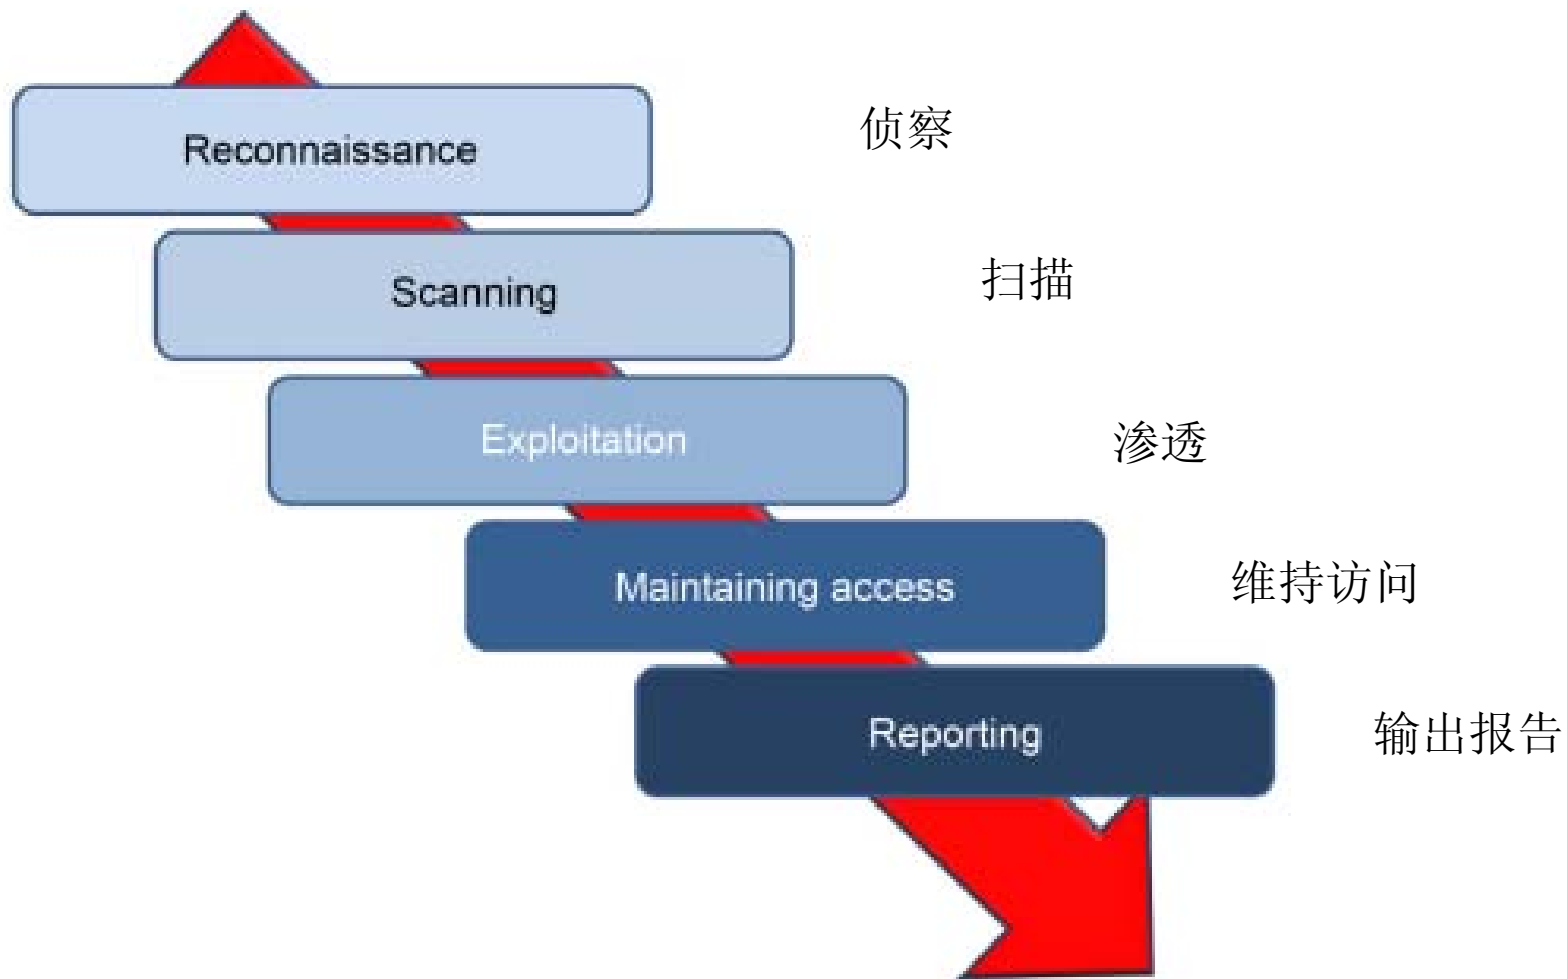 Reconnaissance
侦察
Scanning
扫描
Exploitation
渗透
Maintaining access
维持访问
Reporting
输出报告